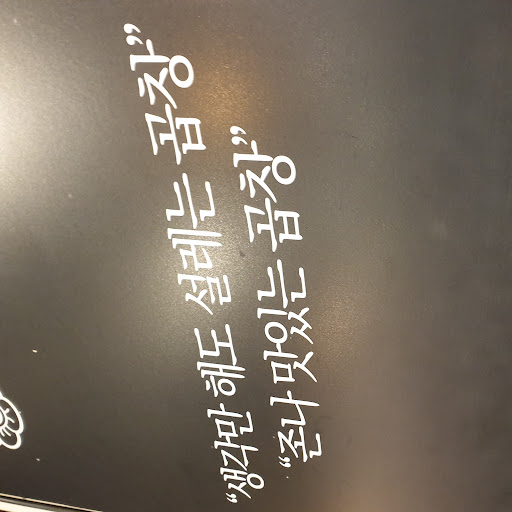 “생각만 해도 설레는 곱창”
“존나 맛있는 곱창”